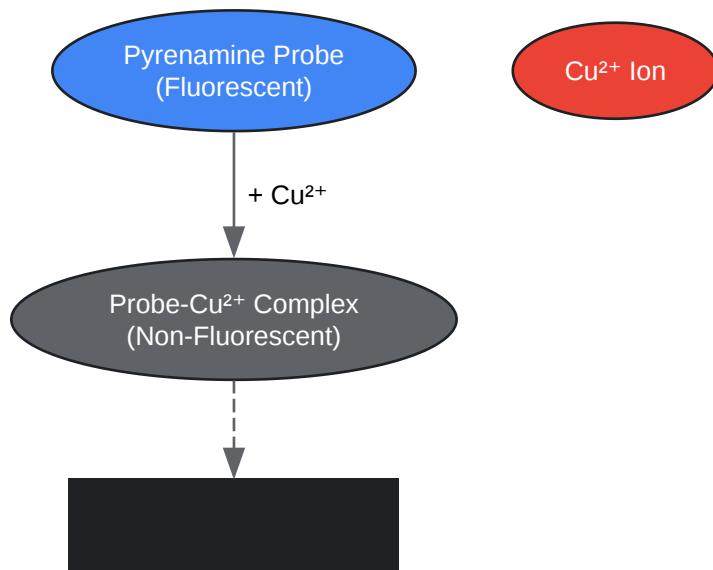 Pyrenamine Probe
(Fluorescent)
Cu²⁺ Ion
+ Cu²⁺
Probe-Cu²⁺ Complex
(Non-Fluorescent)